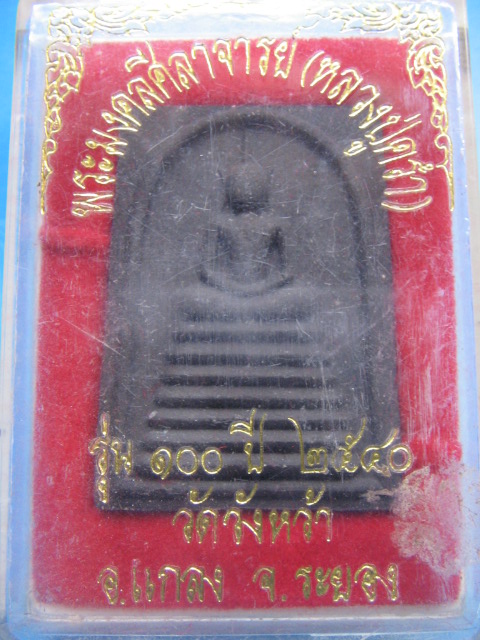 พระมงคลศีลาจารย์ (หลวงปู่คร่ำ)
รุ่น ๑๐๐ ปี ๒๕๔๐
วัดวังหว้า
อ.แกลง จ.ระยอง